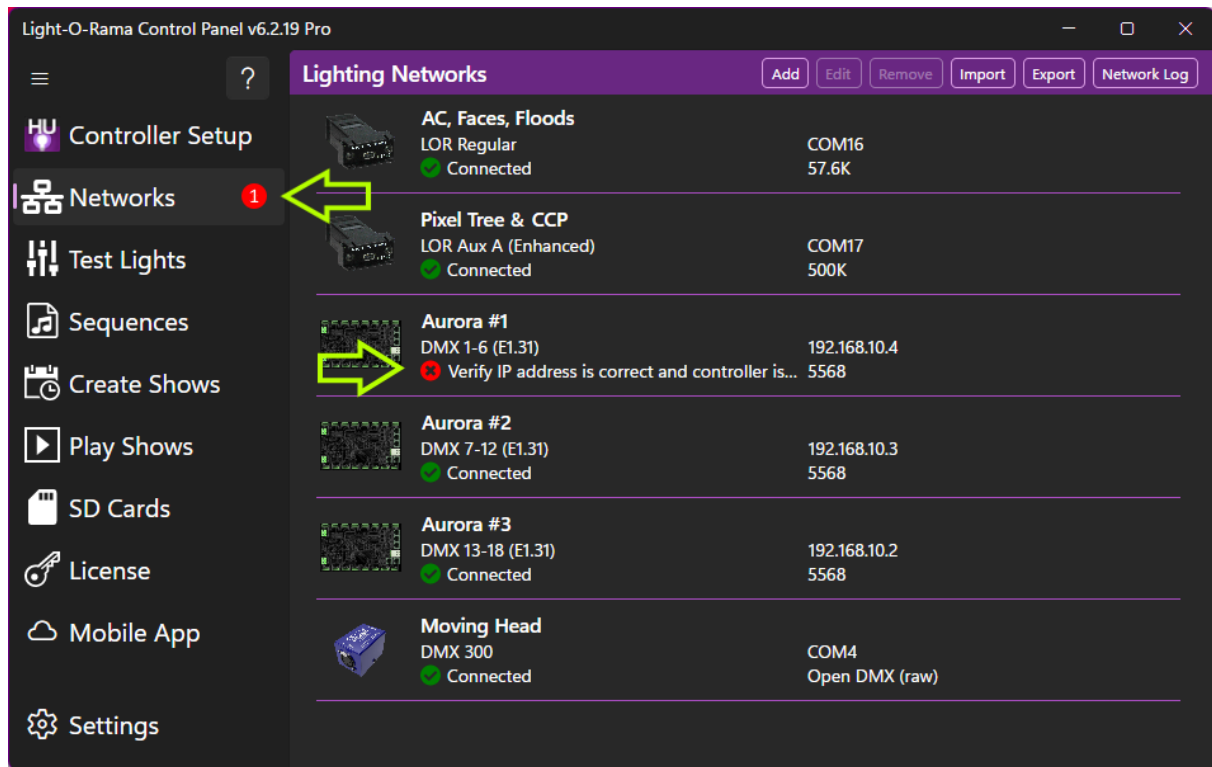 Light-O-Rama Control Panel v6.2.19 Pro
?
Lighting Networks
Add Edit Remove Import Export Network Log
HU Controller Setup
Networks 1
Test Lights
Sequences
Create Shows
Play Shows
SD Cards
License
Mobile App
Settings
AC, Faces, Floods
LOR Regular COM16
Connected 57.6K
Pixel Tree & CCP
LOR Aux A (Enhanced) COM17
Connected 500K
Aurora #1
DMX 1-6 (E1.31) 192.168.10.4
Verify IP address is correct and controller is... 5568
Aurora #2
DMX 7-12 (E1.31) 192.168.10.3
Connected 5568
Aurora #3
DMX 13-18 (E1.31) 192.168.10.2
Connected 5568
Moving Head
DMX 300 COM4
Connected Open DMX (raw)